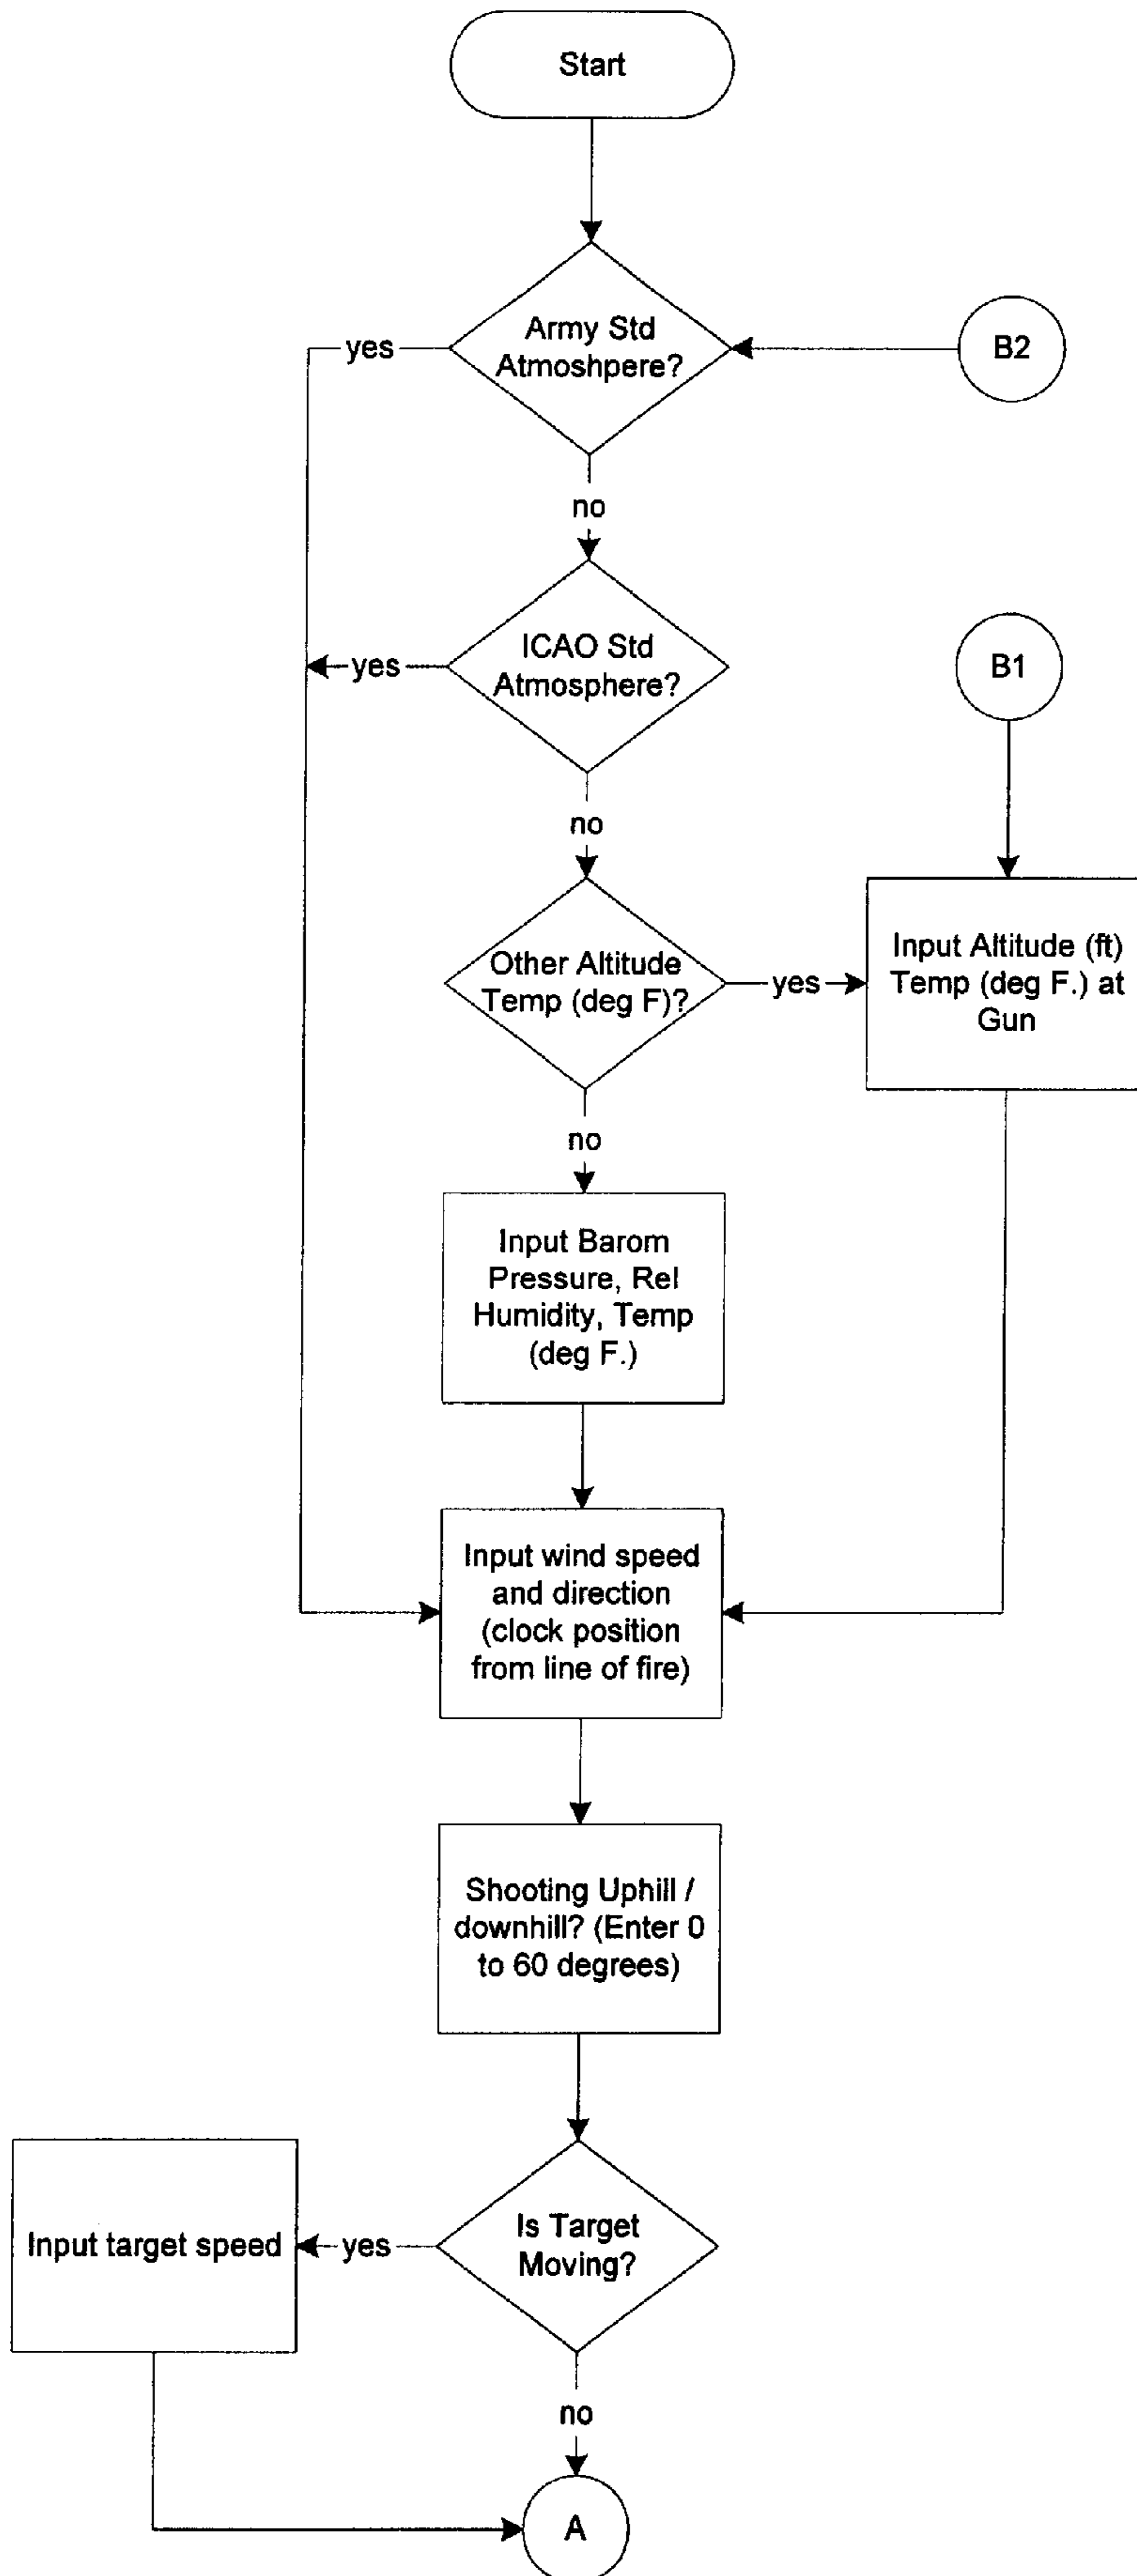 Start
Army Std
Atmoshpere?
B2
yes
no
ICAO Std
Atmosphere?
yes
B1
no
Other Altitude
Temp (deg F)?
yes
Input Altitude (ft)
Temp (deg F.) at
Gun
no
Input Barom
Pressure, Rel
Humidity, Temp
(deg F.)
Input wind speed
and direction
(clock position
from line of fire)
Shooting Uphill /
downhill? (Enter 0
to 60 degrees)
Is Target
Moving?
yes
Input target speed
no
A